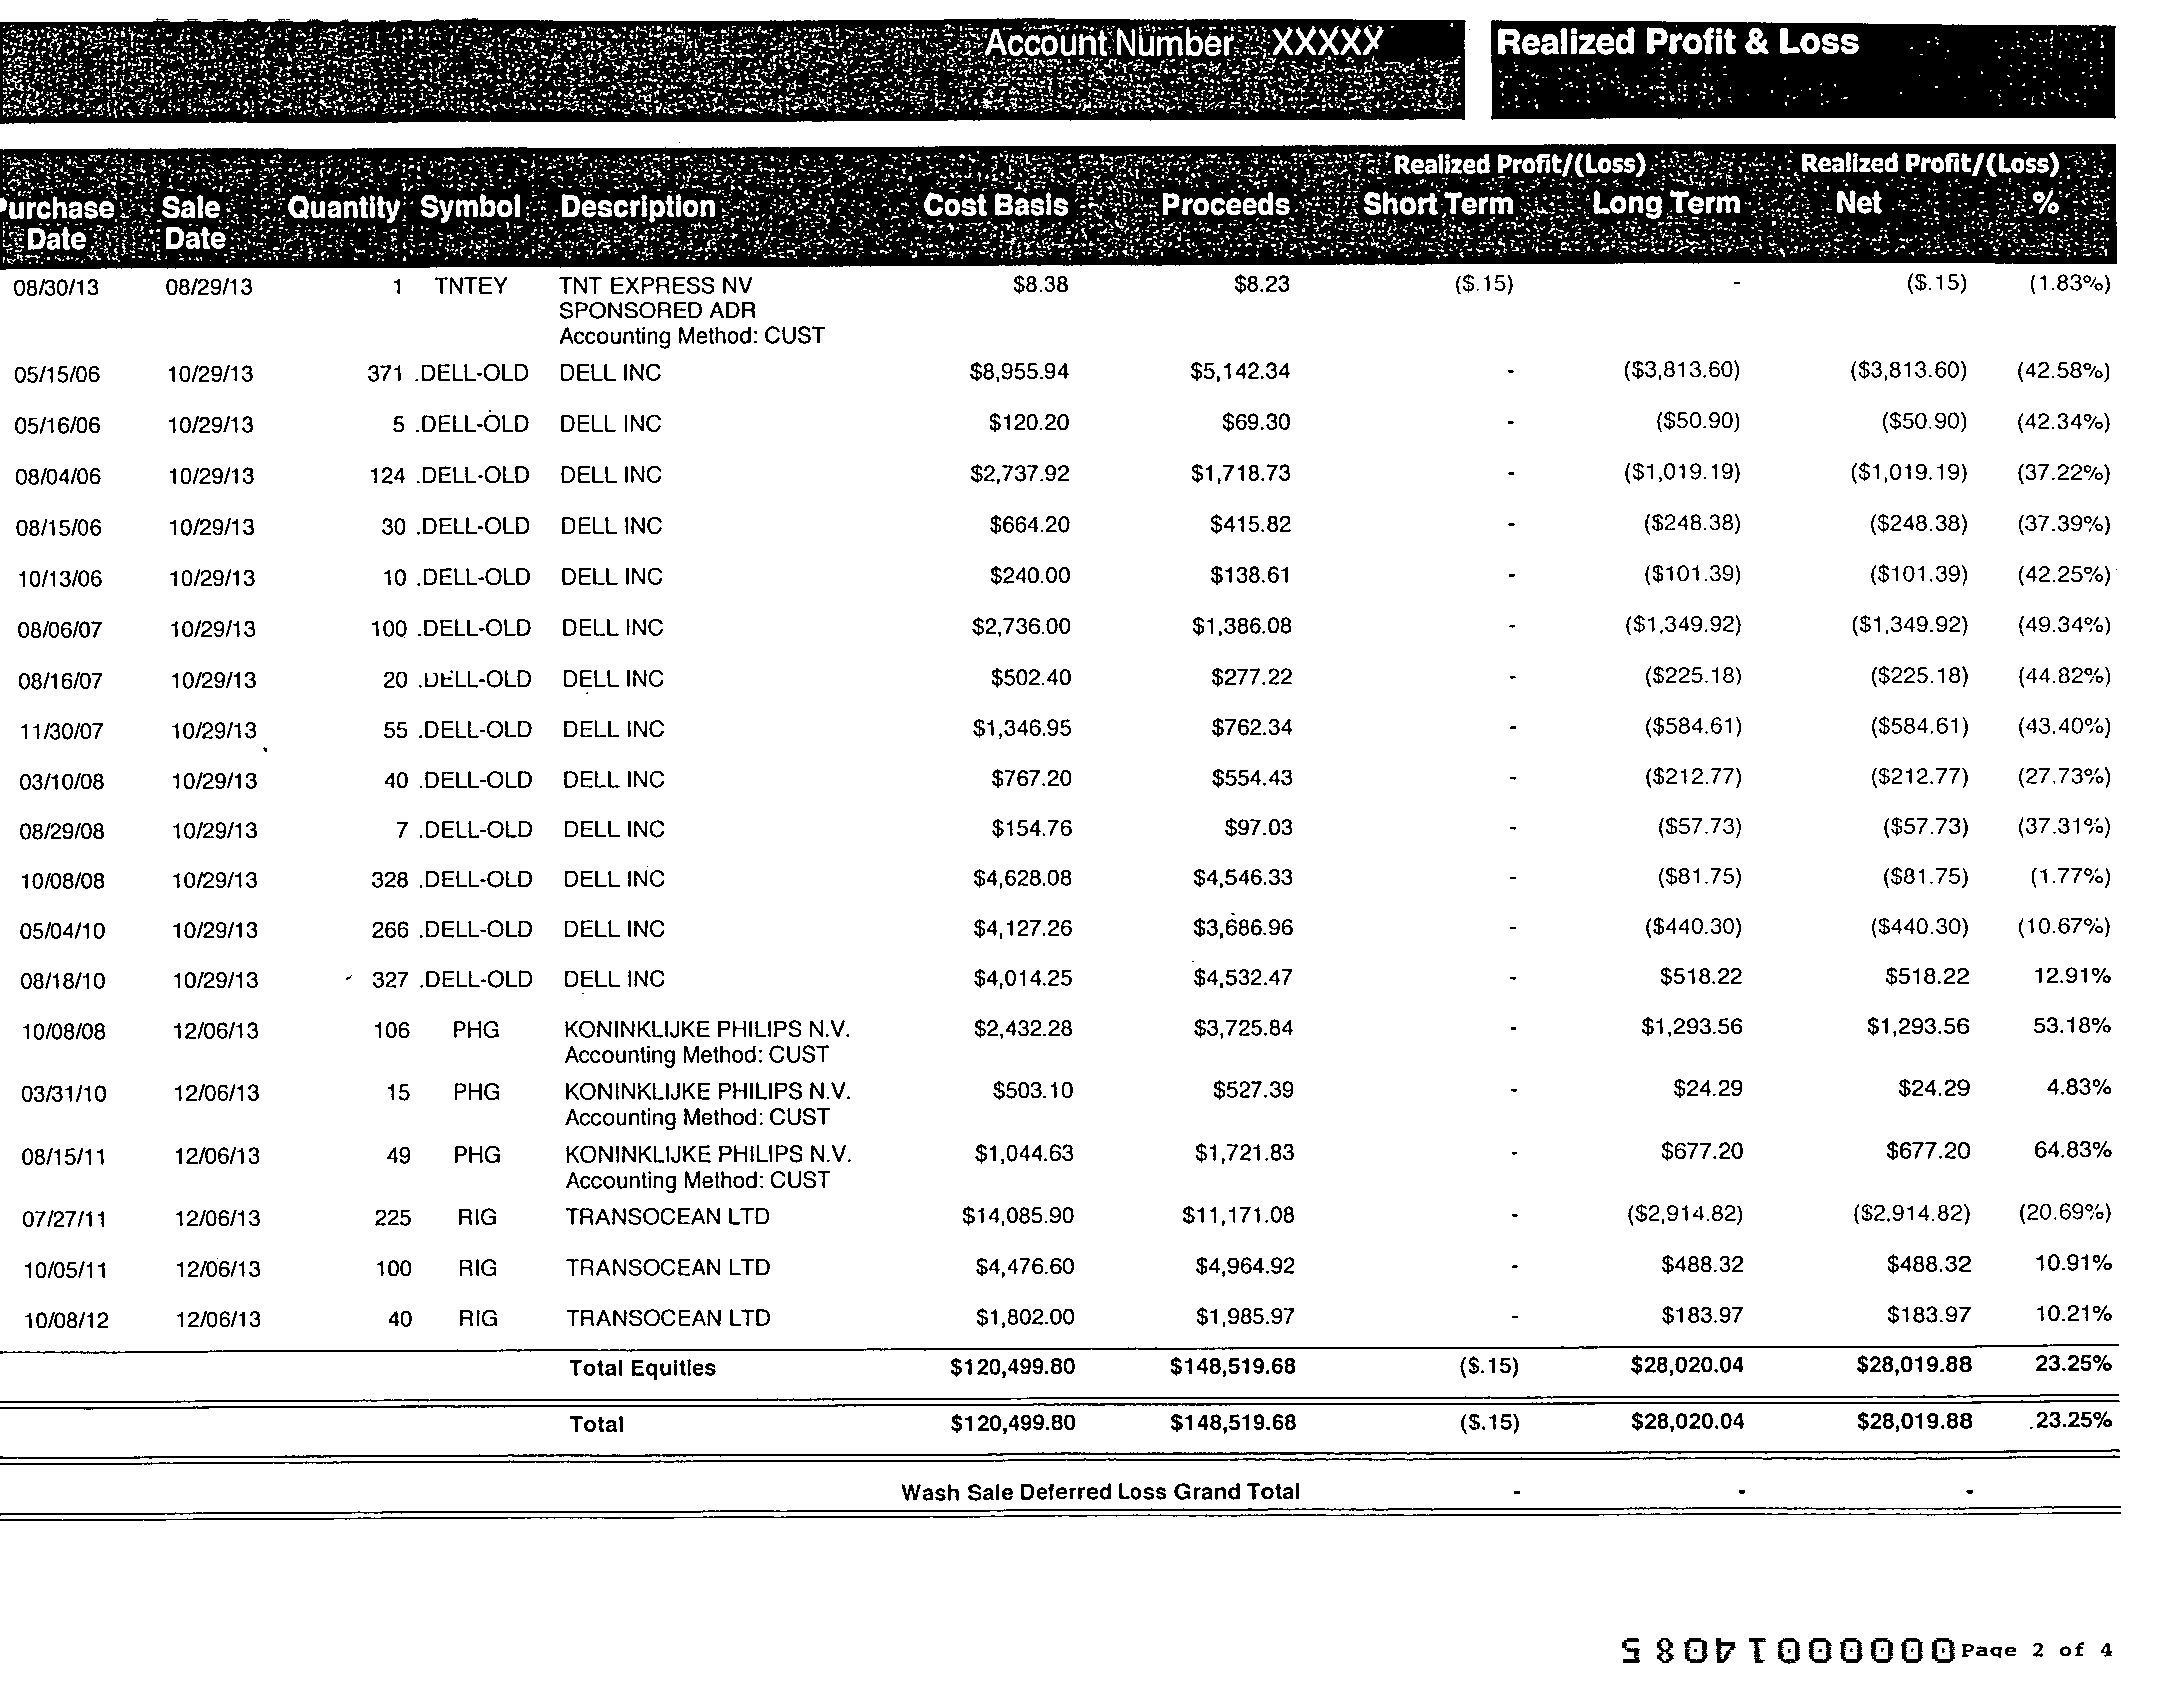 Account Number XXXXX
Realized Profit & Loss
Realized Profit/(Loss) Realized Profit/(Loss)
Purchase Sale Quantity Symbol Description Cost Basis Proceeds Short Term Long Term Net %
Date Date
08/30/13 08/29/13 1 TNTEY TNT EXPRESS NV $8.38 $8.23 ($.15) - ($.15) (1.83%)
SPONSORED ADR
Accounting Method: CUST
05/15/06 10/29/13 371 .DELL-OLD DELL INC $8,955.94 $5,142.34 - ($3,813.60) ($3,813.60) (42.58%)
05/16/06 10/29/13 5 .DELL-OLD DELL INC $120.20 $69.30 - ($50.90) ($50.90) (42.34%)
08/04/06 10/29/13 124 .DELL-OLD DELL INC $2,737.92 $1,718.73 - ($1,019.19) ($1,019.19) (37.22%)
08/15/06 10/29/13 30 .DELL-OLD DELL INC $664.20 $415.82 - ($248.38) ($248.38) (37.39%)
10/13/06 10/29/13 10 .DELL-OLD DELL INC $240.00 $138.61 - ($101.39) ($101.39) (42.25%)
08/06/07 10/29/13 100 .DELL-OLD DELL INC $2,736.00 $1,386.08 - ($1,349.92) ($1,349.92) (49.34%)
08/16/07 10/29/13 20 .DELL-OLD DELL INC $502.40 $277.22 - ($225.18) ($225.18) (44.82%)
11/30/07 10/29/13 55 .DELL-OLD DELL INC $1,346.95 $762.34 - ($584.61) ($584.61) (43.40%)
03/10/08 10/29/13 40 .DELL-OLD DELL INC $767.20 $554.43 - ($212.77) ($212.77) (27.73%)
08/29/08 10/29/13 7 .DELL-OLD DELL INC $154.76 $97.03 - ($57.73) ($57.73) (37.31%)
10/08/08 10/29/13 328 .DELL-OLD DELL INC $4,628.08 $4,546.33 - ($81.75) ($81.75) (1.77%)
05/04/10 10/29/13 266 .DELL-OLD DELL INC $4,127.26 $3,686.96 - ($440.30) ($440.30) (10.67%)
08/18/10 10/29/13 327 .DELL-OLD DELL INC $4,014.25 $4,532.47 - $518.22 $518.22 12.91%
10/08/08 12/06/13 106 PHG KONINKLIJKE PHILIPS N.V. $2,432.28 $3,725.84 - $1,293.56 $1,293.56 53.18%
Accounting Method: CUST
03/31/10 12/06/13 15 PHG KONINKLIJKE PHILIPS N.V. $503.10 $527.39 - $24.29 $24.29 4.83%
Accounting Method: CUST
08/15/11 12/06/13 49 PHG KONINKLIJKE PHILIPS N.V. $1,044.63 $1,721.83 - $677.20 $677.20 64.83%
Accounting Method: CUST
07/27/11 12/06/13 225 RIG TRANSOCEAN LTD $14,085.90 $11,171.08 - ($2,914.82) ($2,914.82) (20.69%)
10/05/11 12/06/13 100 RIG TRANSOCEAN LTD $4,476.60 $4,964.92 - $488.32 $488.32 10.91%
10/08/12 12/06/13 40 RIG TRANSOCEAN LTD $1,802.00 $1,985.97 - $183.97 $183.97 10.21%
Total Equities $120,499.80 $148,519.68 ($.15) $28,020.04 $28,019.88 23.25%
Total $120,499.80 $148,519.68 ($.15) $28,020.04 $28,019.88 23.25%
Wash Sale Deferred Loss Grand Total - - -
00000014085 Page 2 of 4